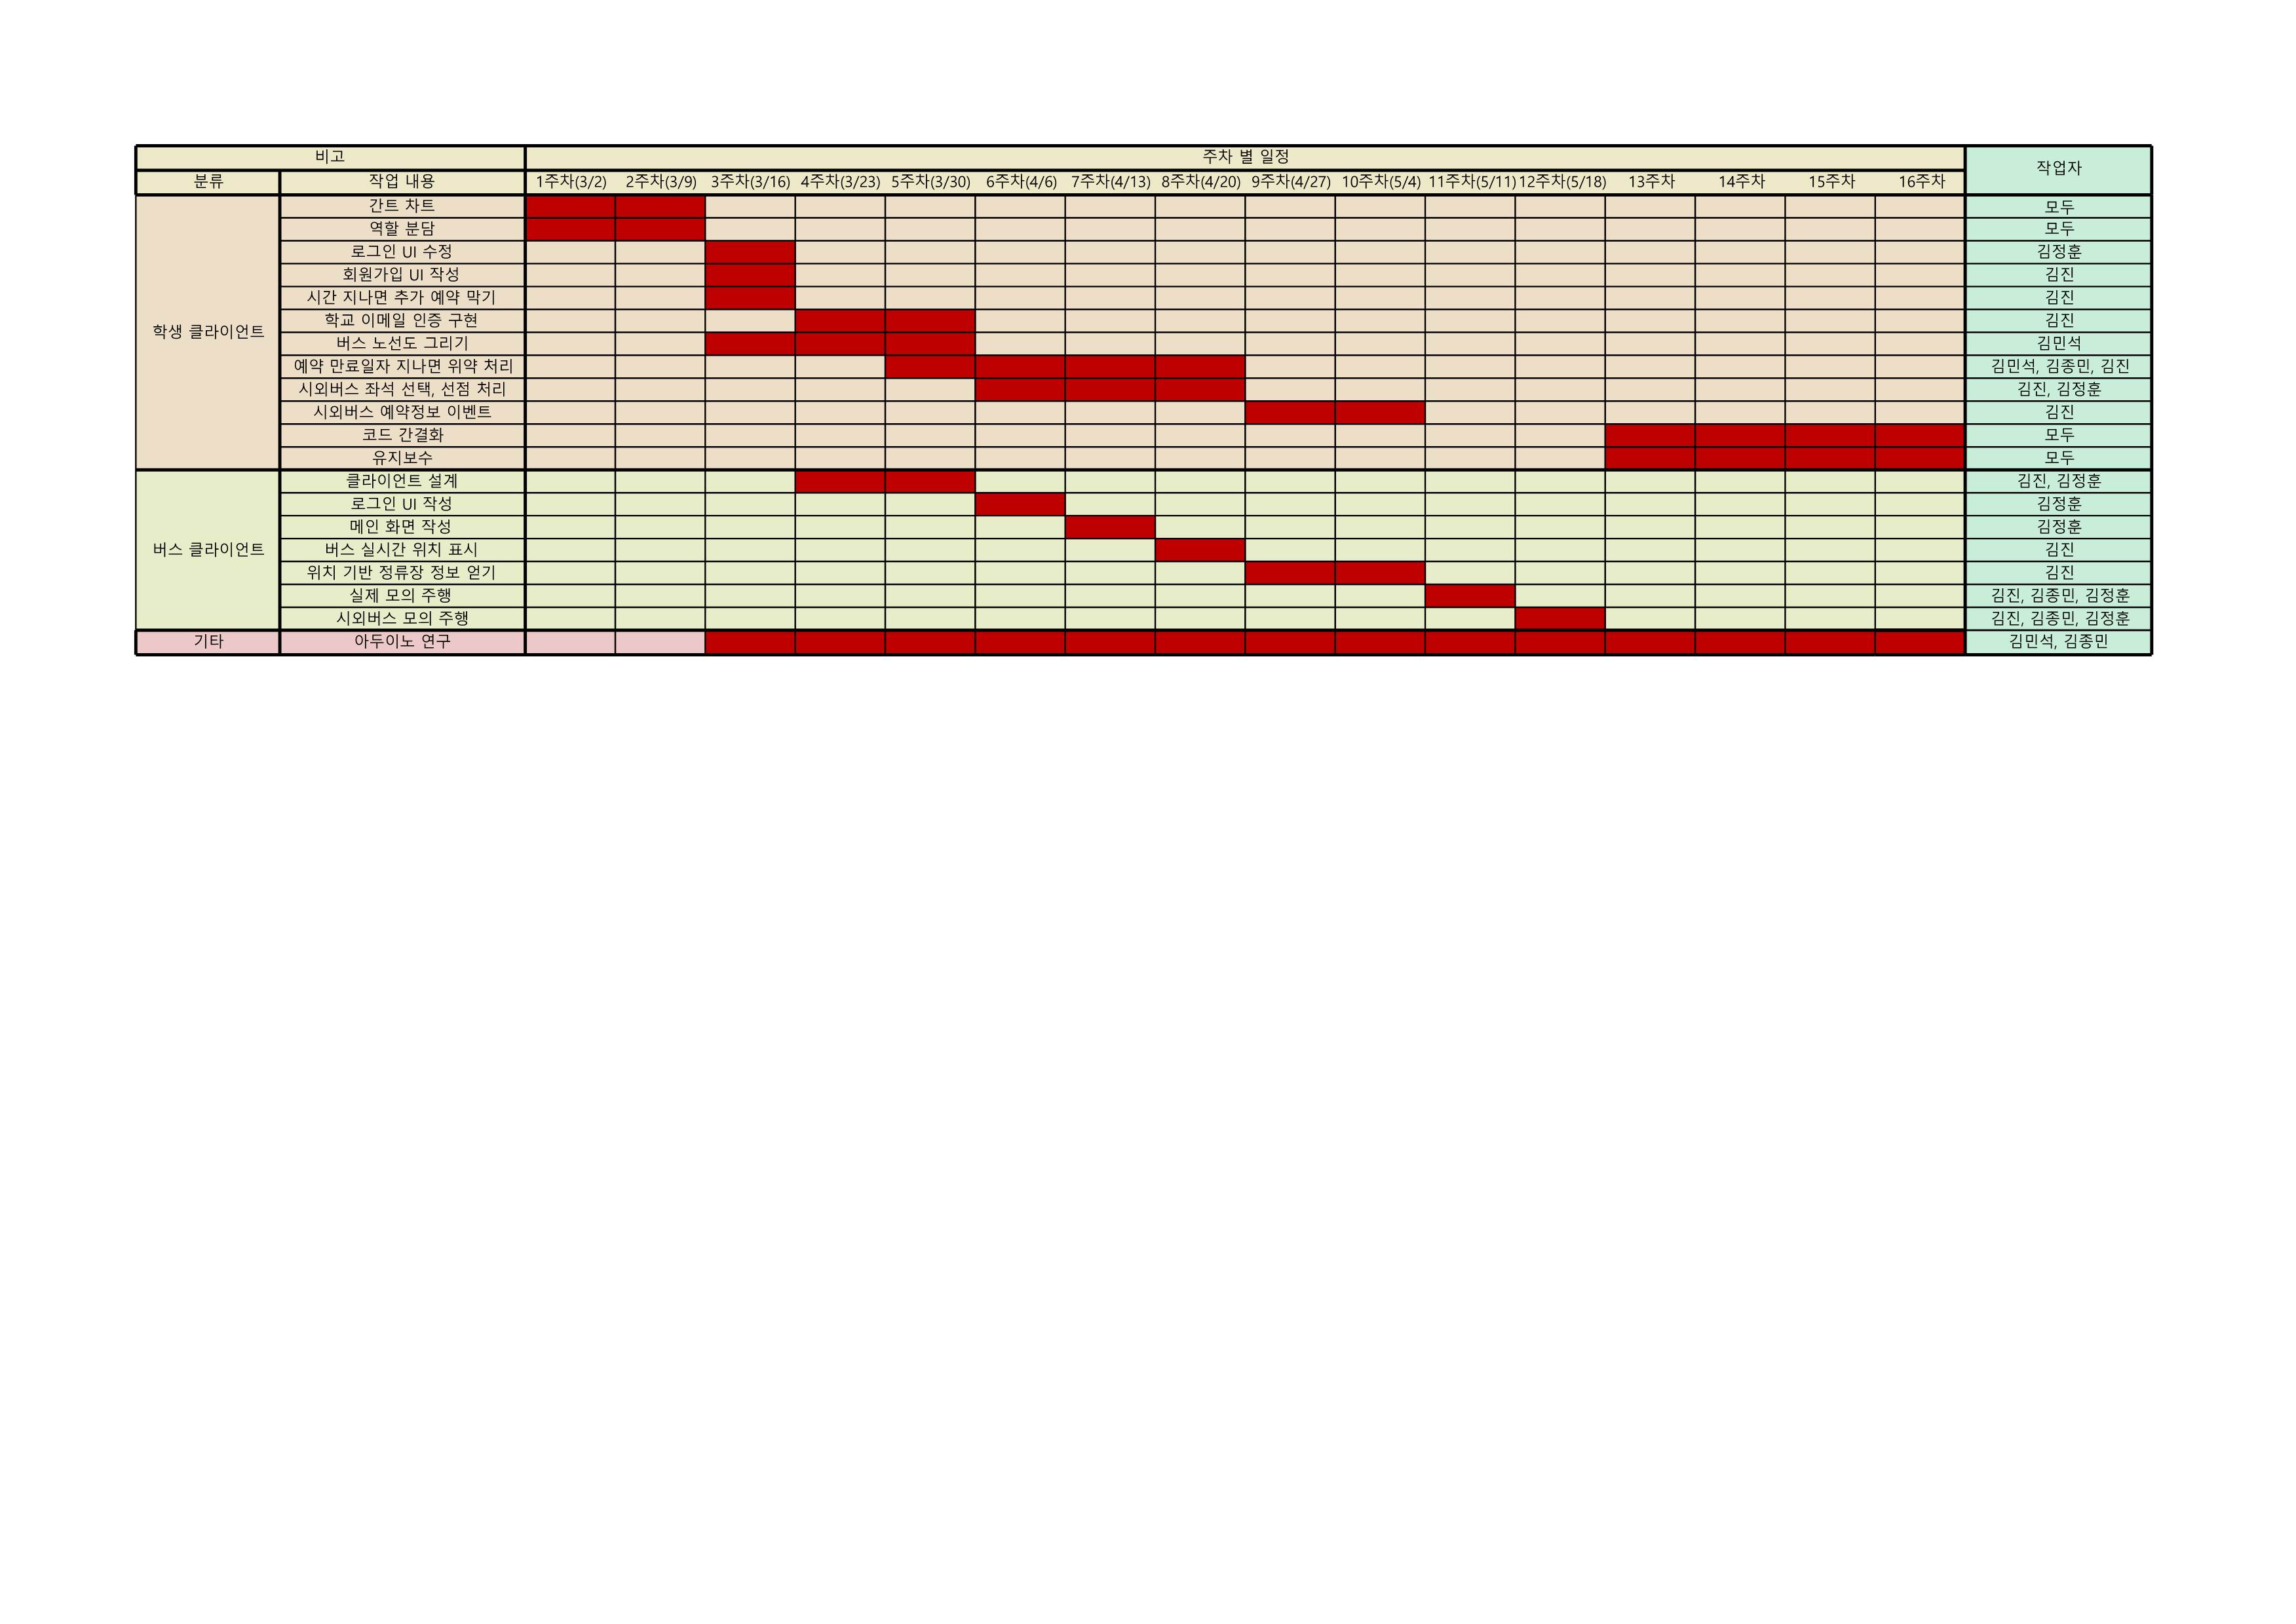 비고 주차 별 일정 작업자
분류 작업 내용 1주차(3/2) 2주차(3/9) 3주차(3/16) 4주차(3/23) 5주차(3/30) 6주차(4/6) 7주차(4/13) 8주차(4/20) 9주차(4/27) 10주차(5/4) 11주차(5/11) 12주차(5/18) 13주차 14주차 15주차 16주차
학생 클라이언트
간트 차트 모두
역할 분담 모두
로그인 UI 수정 김정훈
회원가입 UI 작성 김진
시간 지나면 추가 예약 막기 김진
학교 이메일 인증 구현 김진
버스 노선도 그리기 김민석
예약 만료일자 지나면 위약 처리 김민석, 김종민, 김진
시외버스 좌석 선택, 선점 처리 김진, 김정훈
시외버스 예약정보 이벤트 김진
코드 간결화 모두
유지보수 모두
버스 클라이언트
클라이언트 설계 김진, 김정훈
로그인 UI 작성 김정훈
메인 화면 작성 김정훈
버스 실시간 위치 표시 김진
위치 기반 정류장 정보 얻기 김진
실제 모의 주행 김진, 김종민, 김정훈
시외버스 모의 주행 김진, 김종민, 김정훈
기타 아두이노 연구 김민석, 김종민